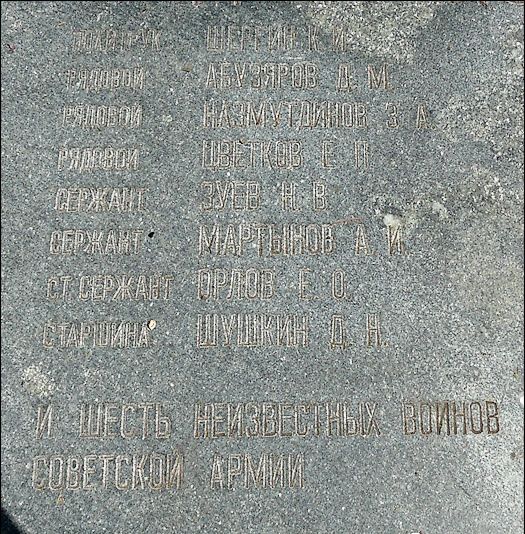 ПОЛИТРУК ШЕРГИН К. И.
РЯДОВОЙ АБУЗЯРОВ Д. М.
РЯДОВОЙ НАЗМУТДИНОВ З. А.
РЯДОВОЙ ЦВЕТКОВ Е. П.
СЕРЖАНТ ЗУЕВ Н. В.
СЕРЖАНТ МАРТЫНОВ А. И.
СТ. СЕРЖАНТ ОРЛОВ Е. О.
СТАРШИНА ШУШКИН Д. Н.
И ШЕСТЬ НЕИЗВЕСТНЫХ ВОИНОВ
СОВЕТСКОЙ АРМИИ